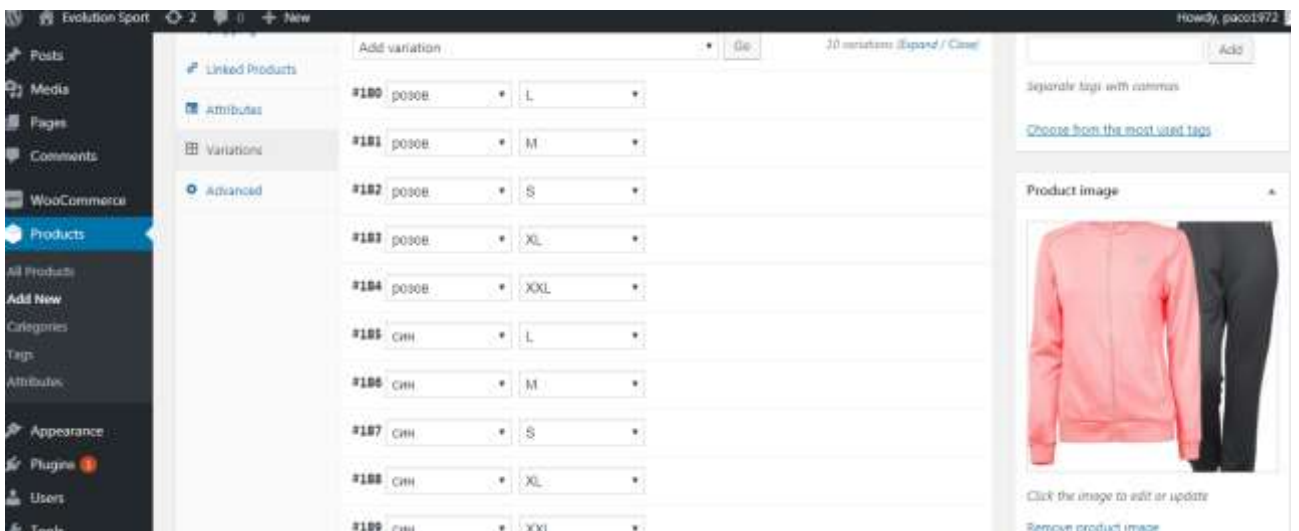 Evolution Sport 2 0 + New
Howdy, paco1972
Posts
Media
Pages
Comments
WooCommerce
Products
All Products
Add New
Categories
Tags
Attributes
Appearance
Plugins 1
Users
Tools
Linked Products
Attributes
Variations
Advanced
Add variation Go 10 variations (Expand / Close)
#180 розов L
#181 розов M
#182 розов S
#183 розов XL
#184 розов XXL
#185 син L
#186 син M
#187 син S
#188 син XL
#189 син XXL
Add
Separate tags with commas
Choose from the most used tags
Product image
Click the image to edit or update
Remove product image